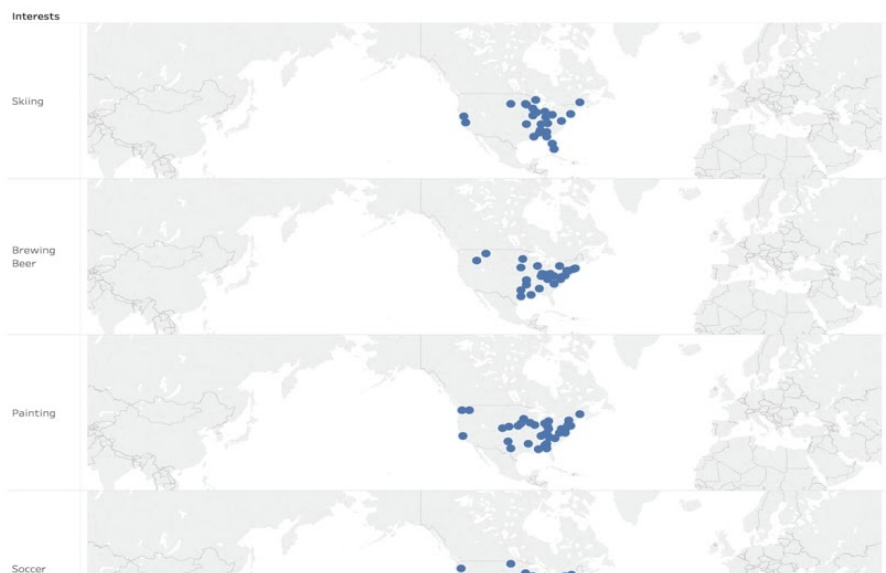 Interests
Skiing
Brewing
Beer
Painting
Soccer